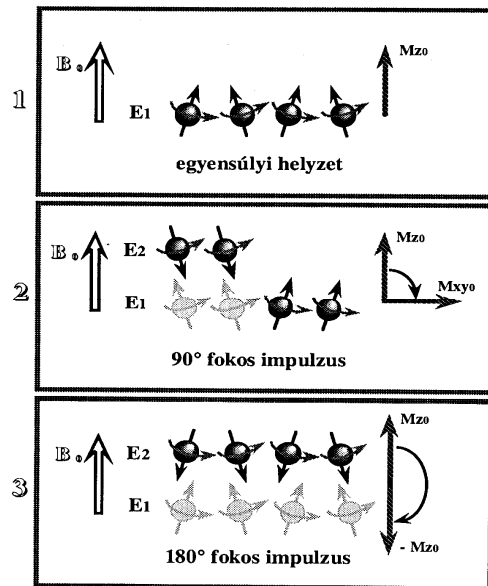 1
B₀
E1
Mz0
egyensúlyi helyzet
2
B₀
E2
E1
Mz0
Mxy0
90° fokos impulzus
3
B₀
E2
E1
Mz0
- Mz0
180° fokos impulzus